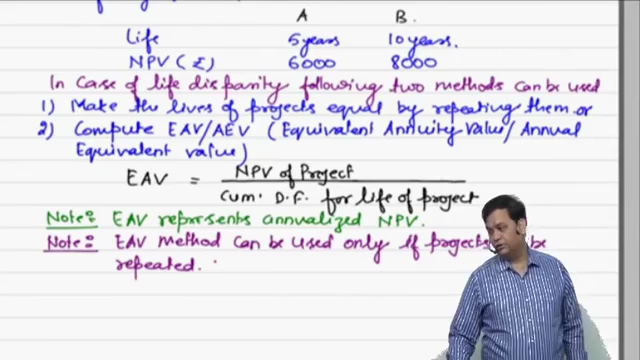 A B.
Life 5 years 10 years.
NPV (₹) 6000 8000
In case of life disparity following two methods can be used
1) Make the lives of projects equal by repeating them or
2) Compute EAV/AEV (Equivalent Annuity Value/Annual
Equivalent value)
EAV = NPV of Project
Cum. D.F. for life of project
Note: EAV represents annualized NPV.
Note: EAV method can be used only if projects be
repeated.